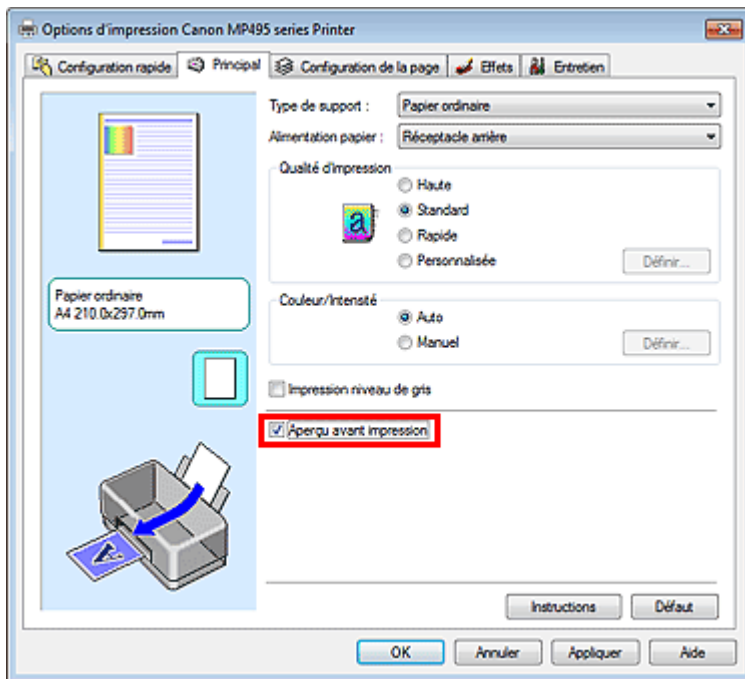 Options d'impression Canon MP495 series Printer
Configuration rapide
Principal
Configuration de la page
Effets
Entretien
Type de support :
Papier ordinaire
Alimentation papier :
Réceptacle arrière
Qualité d'impression
Haute
a
Standard
Rapide
Personnalisée
Définir...
Papier ordinaire
A4 210.0x297.0mm
Couleur/Intensité
Auto
Manuel
Définir...
Impression niveau de gris
Aperçu avant impression
A
Instructions
Défaut
OK
Annuler
Appliquer
Aide